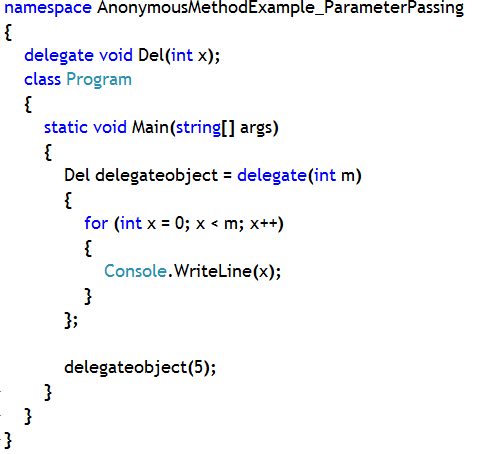 namespace AnonymousMethodExample_ParameterPassing
{
delegate void Del(int x);
class Program
{
static void Main(string[] args)
{
Del delegateobject = delegate(int m)
{
for (int x = 0; x < m; x++)
{
Console.WriteLine(x);
}
};
delegateobject(5);
}
}
}